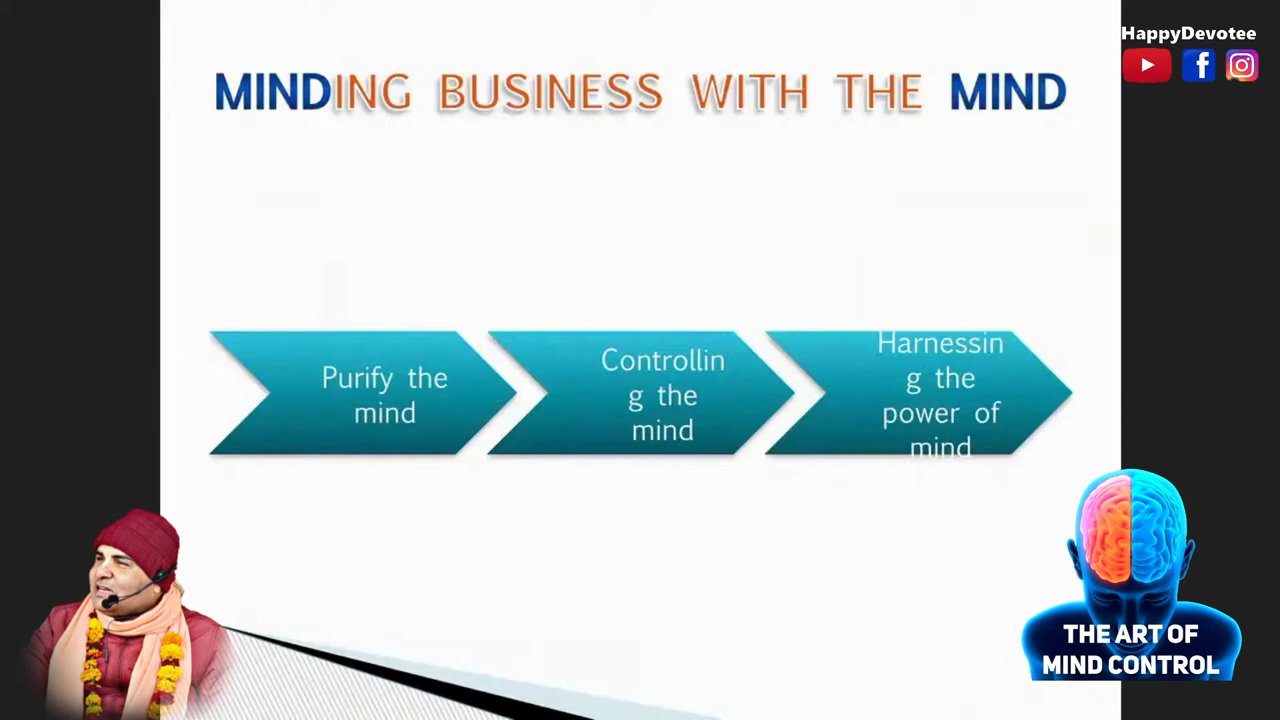 HappyDevotee
MINDING BUSINESS WITH THE MIND
Purify the
mind
Controllin
g the
mind
Harnessin
g the
power of
mind
THE ART OF
MIND CONTROL